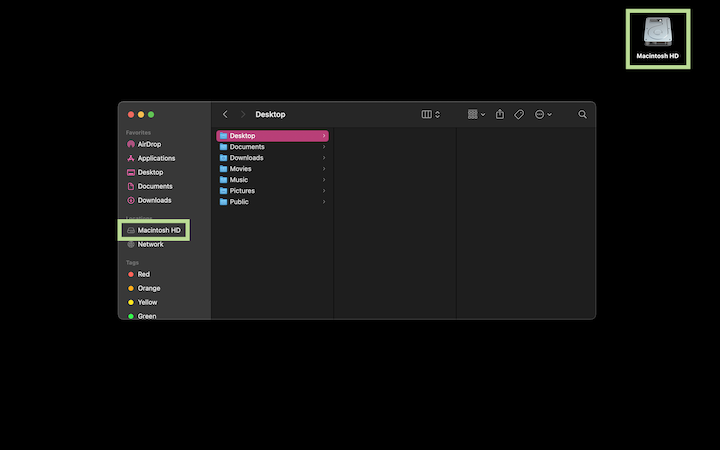 Macintosh HD
Desktop
Favorites
AirDrop
Applications
Desktop
Documents
Downloads
Locations
Macintosh HD
Network
Tags
Red
Orange
Yellow
Green
Desktop
Documents
Downloads
Movies
Music
Pictures
Public